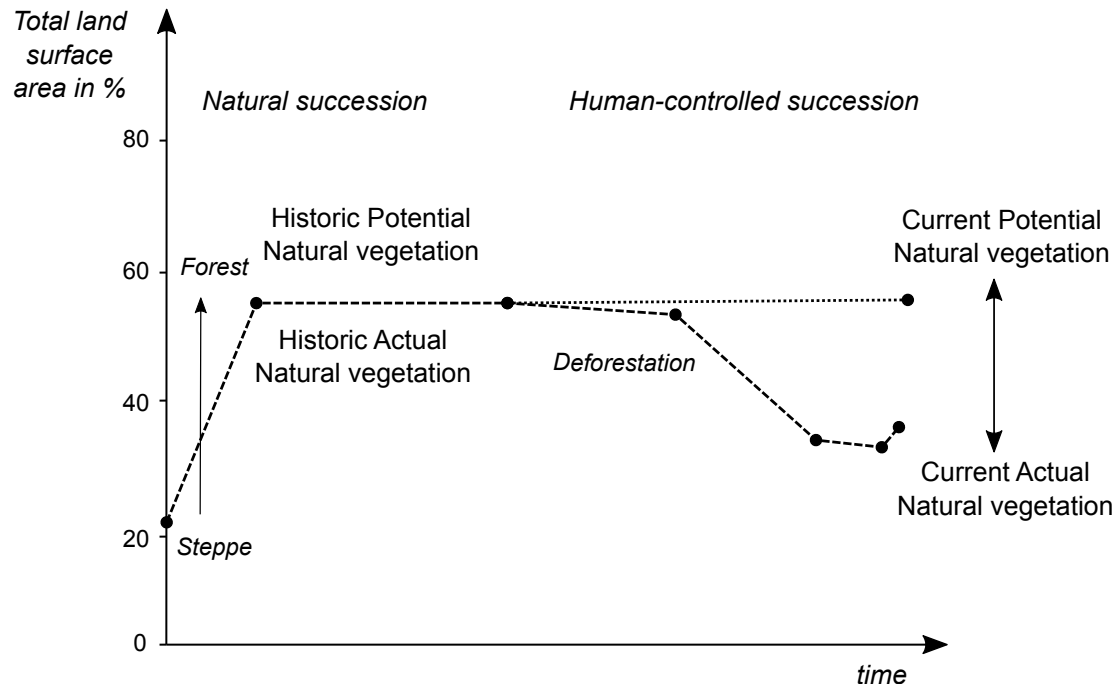 Total land
surface
area in %
Natural succession
Human-controlled succession
80
Historic Potential
Natural vegetation
Current Potential
Natural vegetation
60
Forest
Historic Actual
Natural vegetation
Deforestation
40
Current Actual
Natural vegetation
20
Steppe
0
time